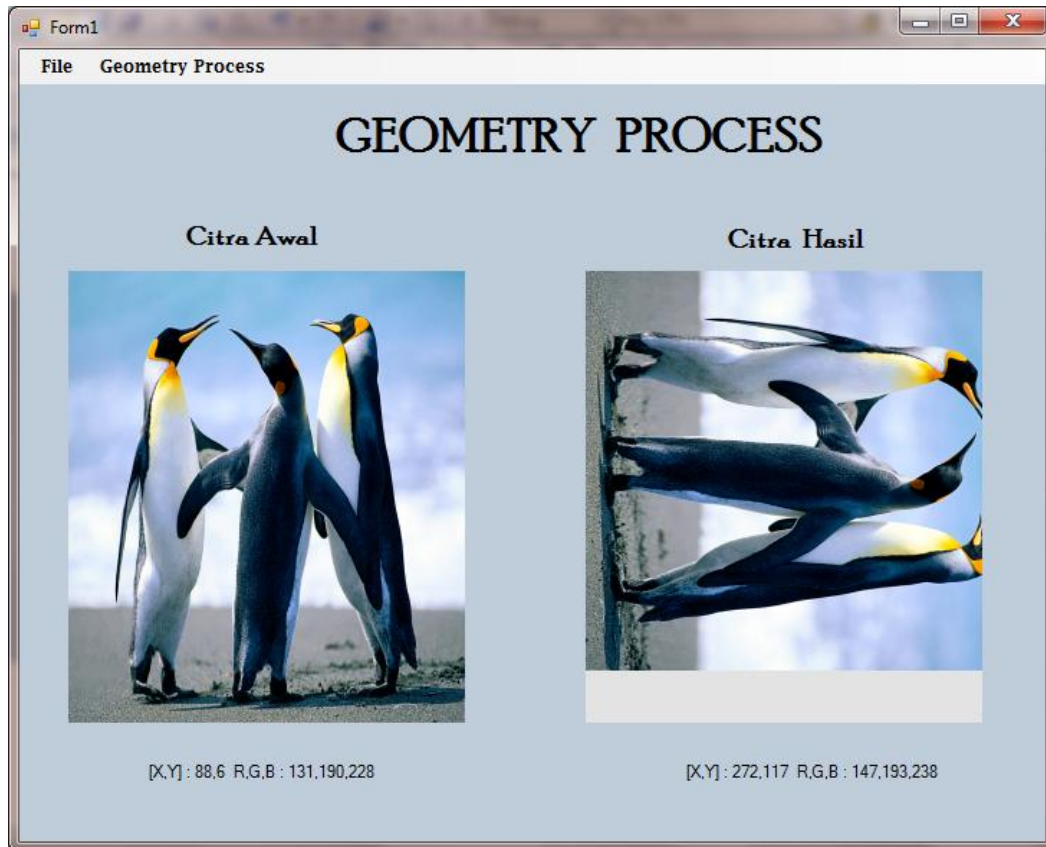 Form1
File Geometry Process
GEOMETRY PROCESS
Citra Awal
Citra Hasil
[X,Y] : 88,6 R,G,B : 131,190,228
[X,Y] : 272,117 R,G,B : 147,193,238